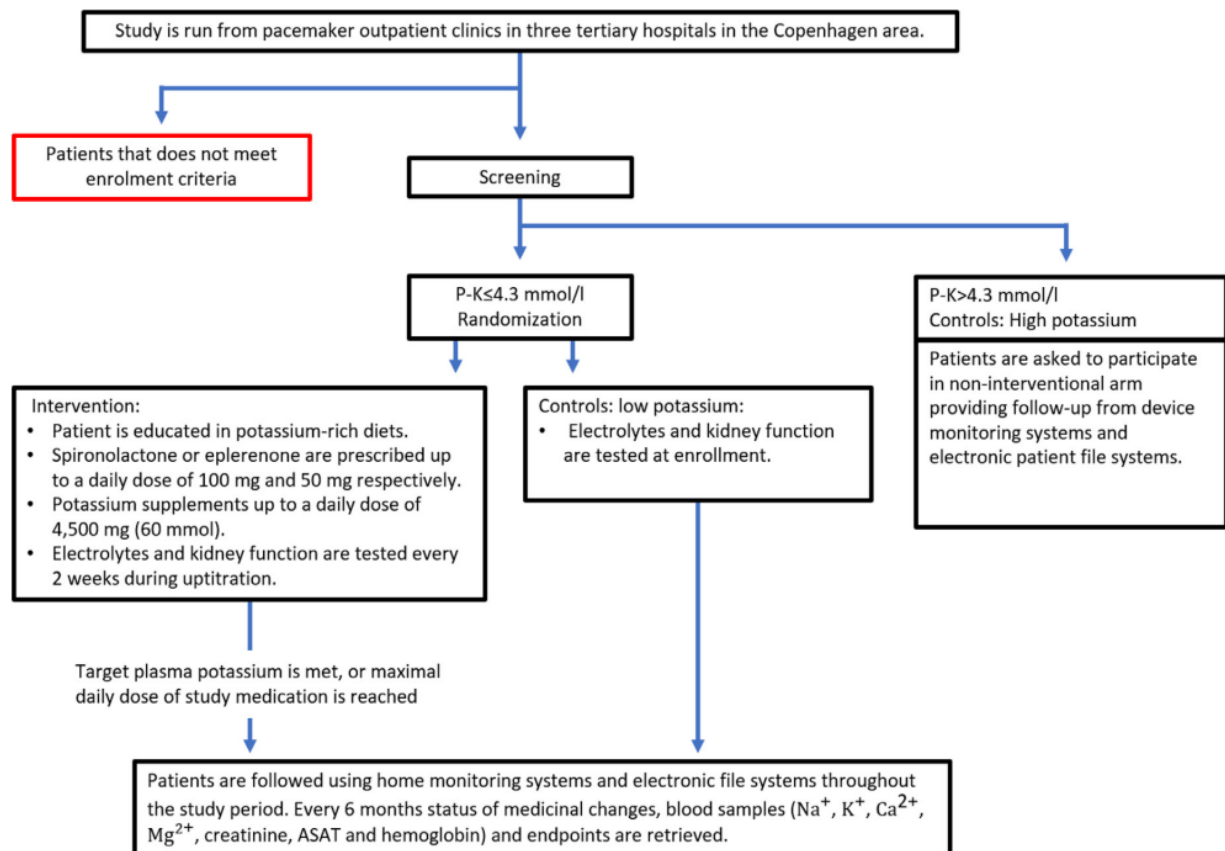 Study is run from pacemaker outpatient clinics in three tertiary hospitals in the Copenhagen area.
Patients that does not meet
enrolment criteria
Screening
P-K≤4.3 mmol/l
Randomization
P-K>4.3 mmol/l
Controls: High potassium
Patients are asked to participate
in non-interventional arm
providing follow-up from device
monitoring systems and
electronic patient file systems.
Intervention:
• Patient is educated in potassium-rich diets.
• Spironolactone or eplerenone are prescribed up
to a daily dose of 100 mg and 50 mg respectively.
• Potassium supplements up to a daily dose of
4,500 mg (60 mmol).
• Electrolytes and kidney function are tested every
2 weeks during uptitration.
Controls: low potassium:
• Electrolytes and kidney function
are tested at enrollment.
Target plasma potassium is met, or maximal
daily dose of study medication is reached
Patients are followed using home monitoring systems and electronic file systems throughout
the study period. Every 6 months status of medicinal changes, blood samples (Na⁺, K⁺, Ca²⁺,
Mg²⁺, creatinine, ASAT and hemoglobin) and endpoints are retrieved.